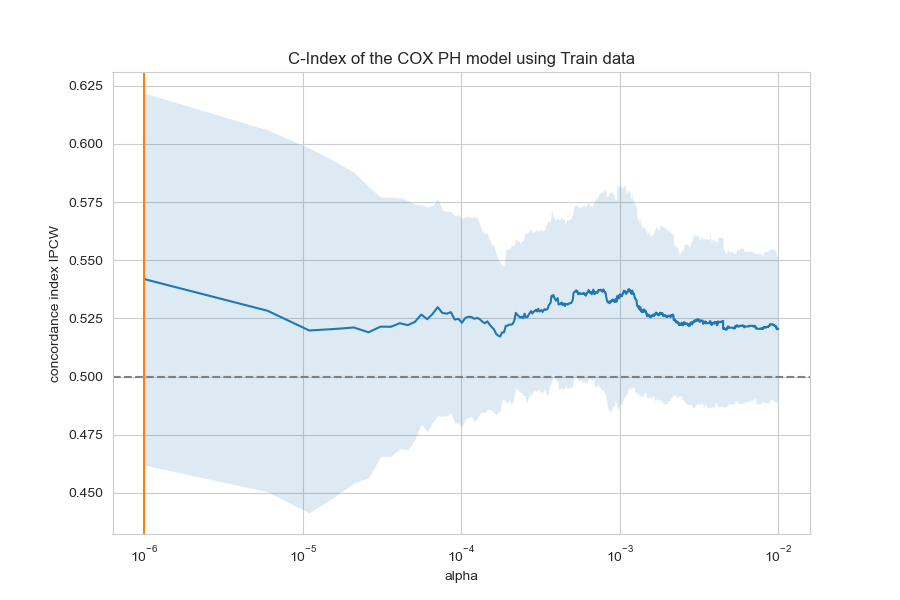 C-Index of the COX PH model using Train data
concordance index IPCW
0.625
0.600
0.575
0.550
0.525
0.500
0.475
0.450
10⁻⁶ 10⁻⁵ 10⁻⁴ 10⁻³ 10⁻²
alpha